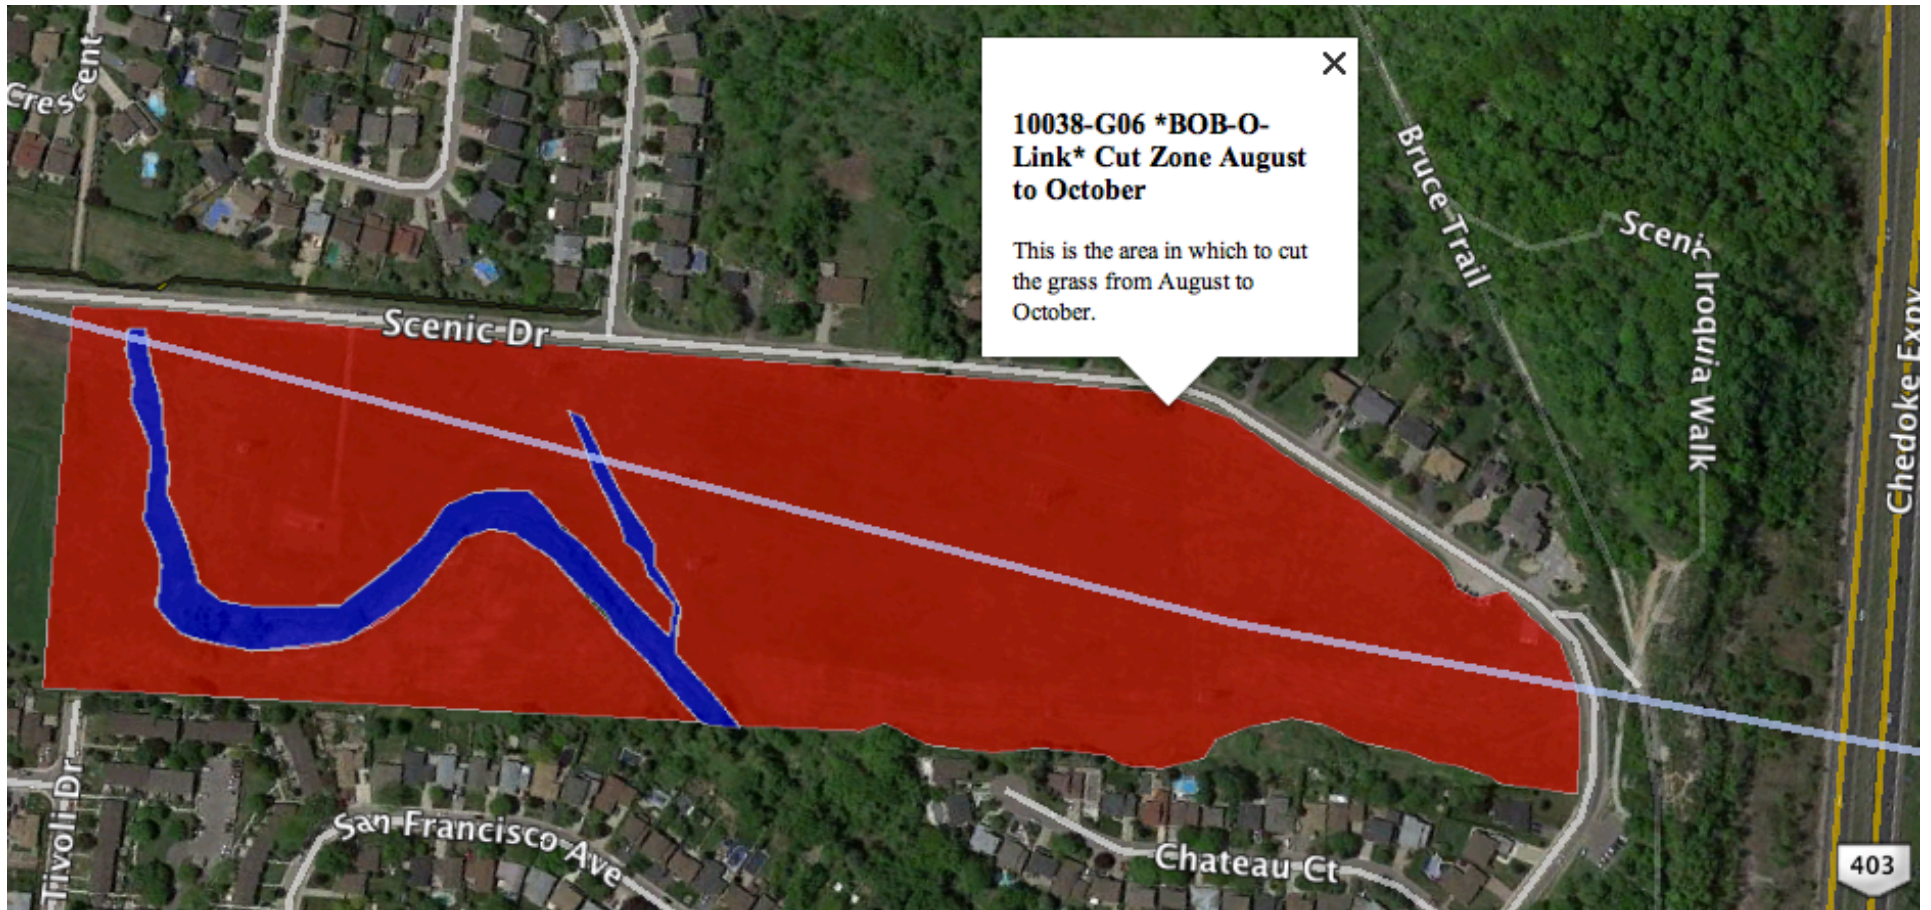 Crescent
10038-G06 *BOB-O-
Link* Cut Zone August
to October
This is the area in which to cut
the grass from August to
October.
Bruce Trail
Scenic Iroquia Walk
Chedoke Expy
Scenic Dr
Tivoli Dr
San Francisco Ave
Chateau Ct
403